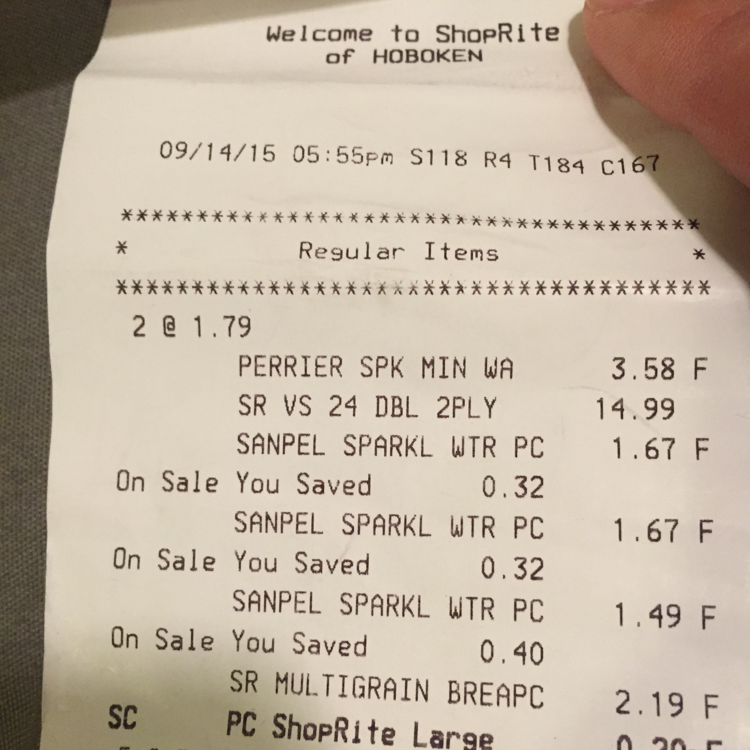 Welcome to ShopRite
of HOBOKEN
09/14/15 05:55pm S118 R4 T184 C167
***********************************
* Regular Items *
***********************************
2 @ 1.79
PERRIER SPK MIN WA 3.58 F
SR VS 24 DBL 2PLY 14.99
SANPEL SPARKL WTR PC 1.67 F
On Sale You Saved 0.32
SANPEL SPARKL WTR PC 1.67 F
On Sale You Saved 0.32
SANPEL SPARKL WTR PC 1.49 F
On Sale You Saved 0.40
SR MULTIGRAIN BREAPC 2.19 F
SC PC ShopRite Large